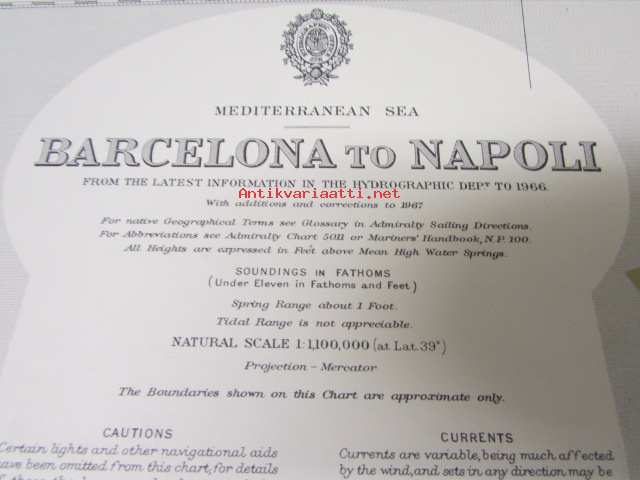 MEDITERRANEAN SEA
BARCELONA TO NAPOLI
FROM THE LATEST INFORMATION IN THE HYDROGRAPHIC DEPT TO 1966.
Antikvariaatti.net
With additions and corrections to 1967
For native Geographical Terms see Glossary in Admiralty Sailing Directions.
For Abbreviations see Admiralty Chart 5011 or Mariners' Handbook, N.P. 100.
All Heights are expressed in Feet above Mean High Water Springs.
SOUNDINGS IN FATHOMS
(Under Eleven in Fathoms and Feet)
Spring Range about 1 Foot.
Tidal Range is not appreciable.
NATURAL SCALE 1:1,100,000 (at Lat. 39°)
Projection – Mercator
The Boundaries shown on this Chart are approximate only.
CAUTIONS
Certain lights and other navigational aids
have been omitted from this chart; for details
CURRENTS
Currents are variable, being much affected
by the wind, and sets in any direction may be